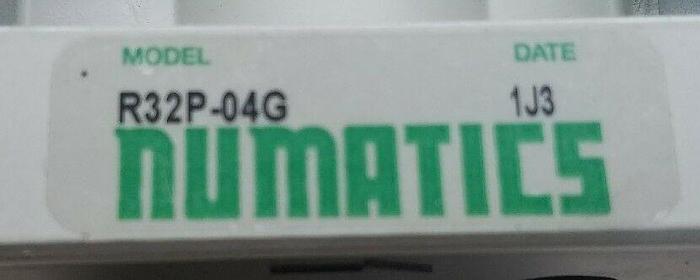 MODEL DATE
R32P-04G 1J3
NUMATICS